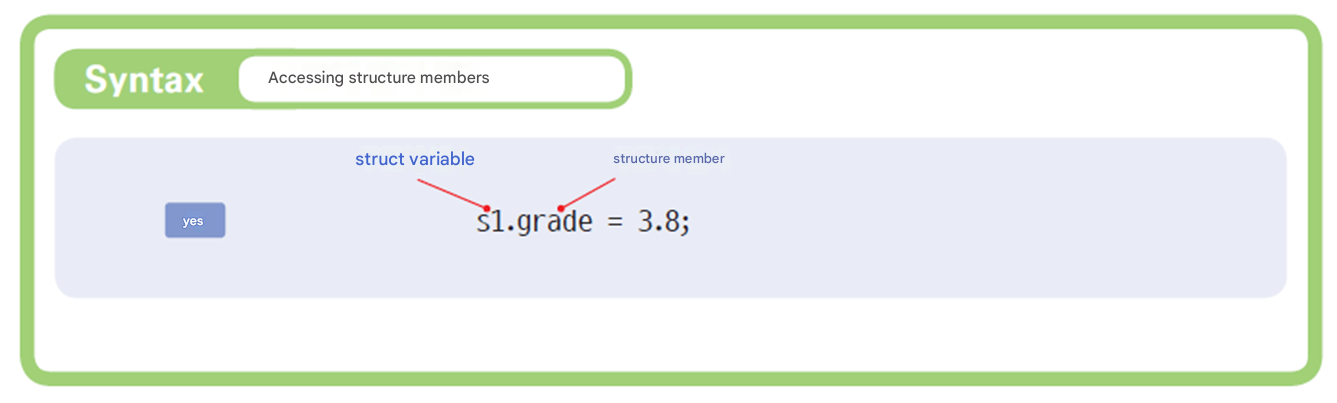 Syntax
Accessing structure members
struct variable
structure member
yes
s1.grade = 3.8;